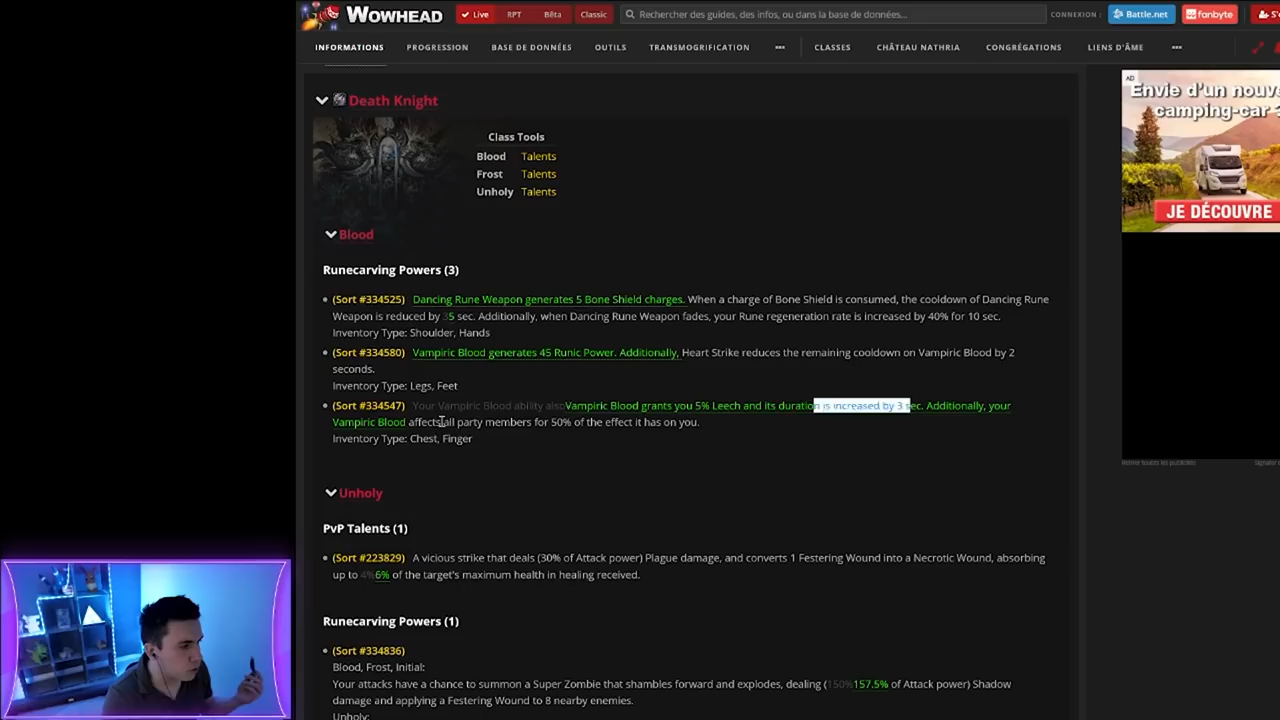 WOWHEAD
Live RPT Bêta Classic
Rechercher des guides, des infos, ou dans la base de données...
CONNEXION : Battle.net fanbyte
INFORMATIONS PROGRESSION BASE DE DONNÉES OUTILS TRANSMOGRIFICATION ••• CLASSES CHÂTEAU NATHRIA CONGRÉGATIONS LIENS D'ÂME •••
Death Knight
Class Tools
Blood Talents
Frost Talents
Unholy Talents
AD
Envie d'un nouve
camping-car
JE DÉCOUVRE
Blood
Runecarving Powers (3)
(Sort #334525) Dancing Rune Weapon generates 5 Bone Shield charges. When a charge of Bone Shield is consumed, the cooldown of Dancing Rune
Weapon is reduced by 35 sec. Additionally, when Dancing Rune Weapon fades, your Rune regeneration rate is increased by 40% for 10 sec.
Inventory Type: Shoulder, Hands
(Sort #334580) Vampiric Blood generates 45 Runic Power. Additionally, Heart Strike reduces the remaining cooldown on Vampiric Blood by 2
seconds.
Inventory Type: Legs, Feet
(Sort #334547) Your Vampiric Blood ability alsoVampiric Blood grants you 5% Leech and its duration is increased by 3 sec. Additionally, your
Vampiric Blood affects all party members for 50% of the effect it has on you.
Inventory Type: Chest, Finger
Unholy
PvP Talents (1)
(Sort #223829) A vicious strike that deals (30% of Attack power) Plague damage, and converts 1 Festering Wound into a Necrotic Wound, absorbing
up to 4%6% of the target's maximum health in healing received.
Runecarving Powers (1)
(Sort #334836)
Blood, Frost, Initial:
Your attacks have a chance to summon a Super Zombie that shambles forward and explodes, dealing (150%157.5% of Attack power) Shadow
damage and applying a Festering Wound to 8 nearby enemies.
Unholy: